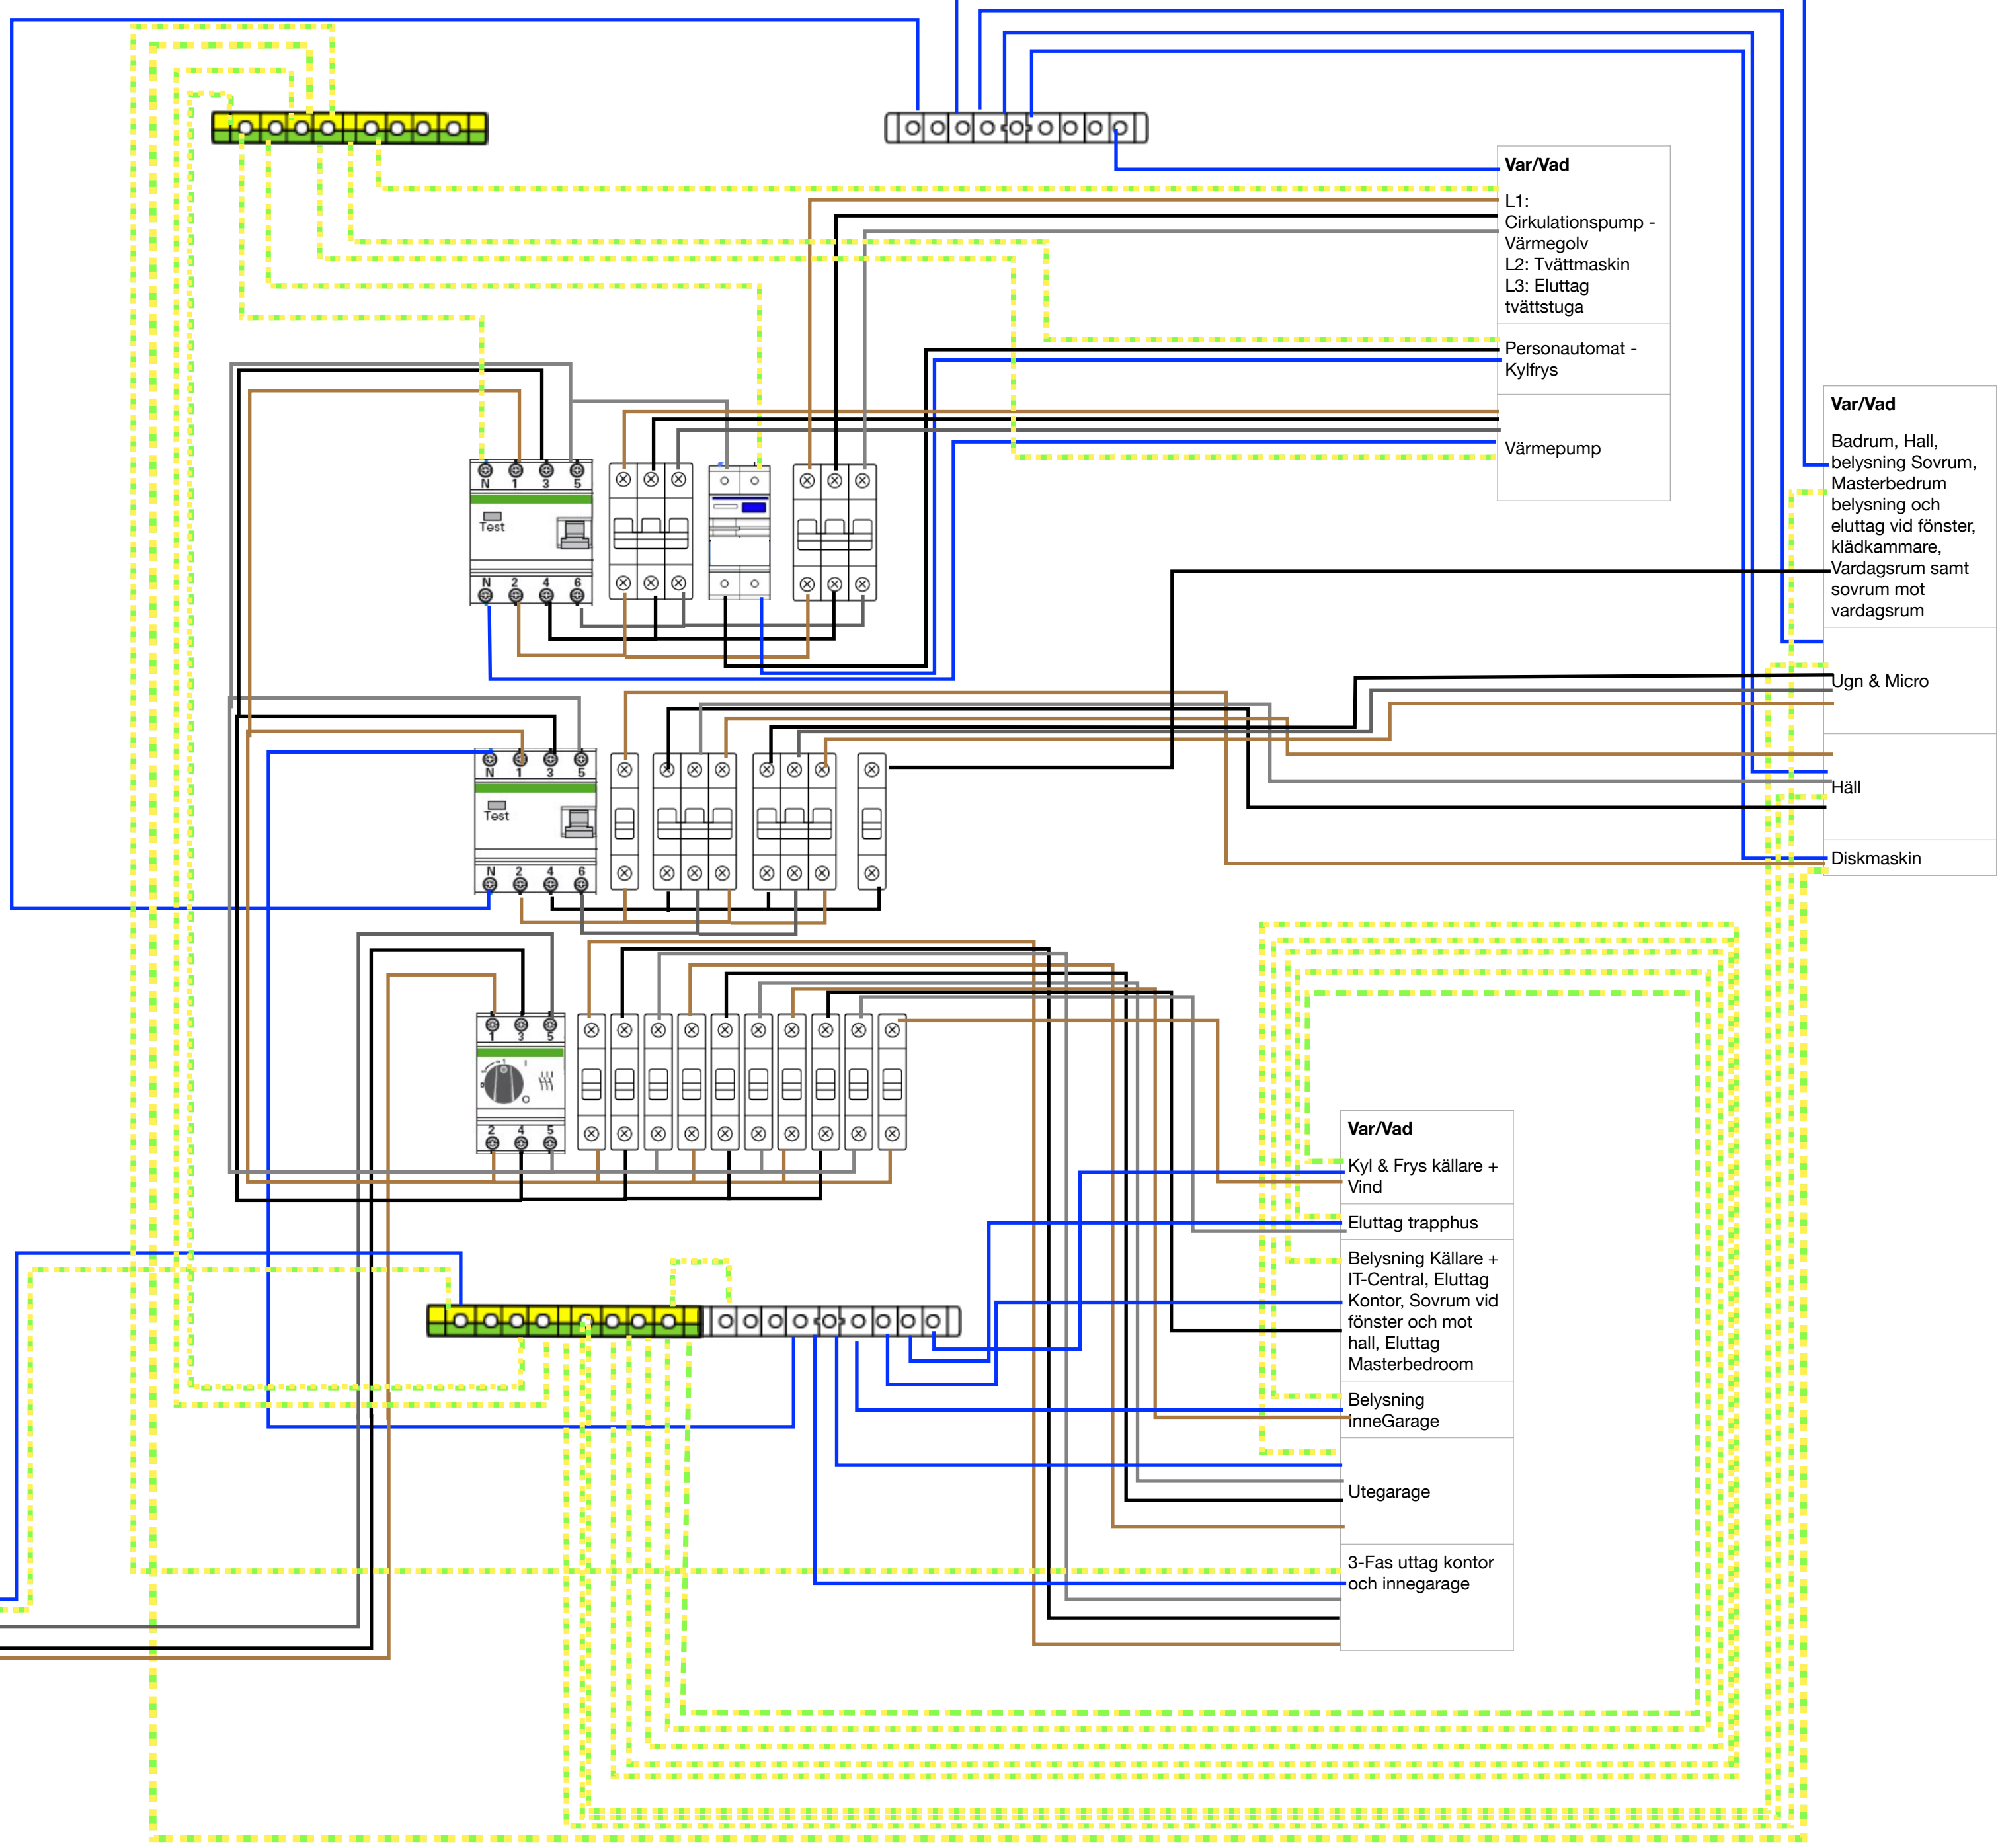 Var/Vad
L1:
Cirkulationspump -
Värmegolv
L2: Tvättmaskin
L3: Eluttag
tvättstuga
Personautomat -
Kylfrys
Värmepump
Var/Vad
Badrum, Hall,
belysning Sovrum,
Masterbedrum
belysning och
eluttag vid fönster,
klädkammare,
Vardagsrum samt
sovrum mot
vardagsrum
Ugn & Micro
Häll
Diskmaskin
N 1 3 5
Test
N 2 4 6
N 1 3 5
Test
N 2 4 6
1 3 5
2 4 5
Var/Vad
Kyl & Frys källare +
Vind
Eluttag trapphus
Belysning Källare +
IT-Central, Eluttag
Kontor, Sovrum vid
fönster och mot
hall, Eluttag
Masterbedroom
Belysning
InneGarage
Utegarage
3-Fas uttag kontor
och innegarage